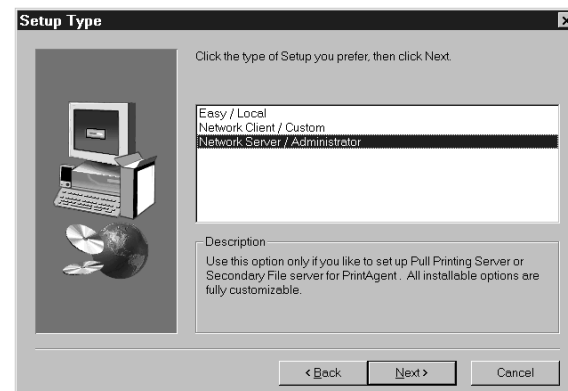 Setup Type
Click the type of Setup you prefer, then click Next.
Easy / Local
Network Client / Custom
Network Server / Administrator
Description
Use this option only if you like to set up Pull Printing Server or
Secondary File server for PrintAgent . All installable options are
fully customizable.
< Back
Next >
Cancel